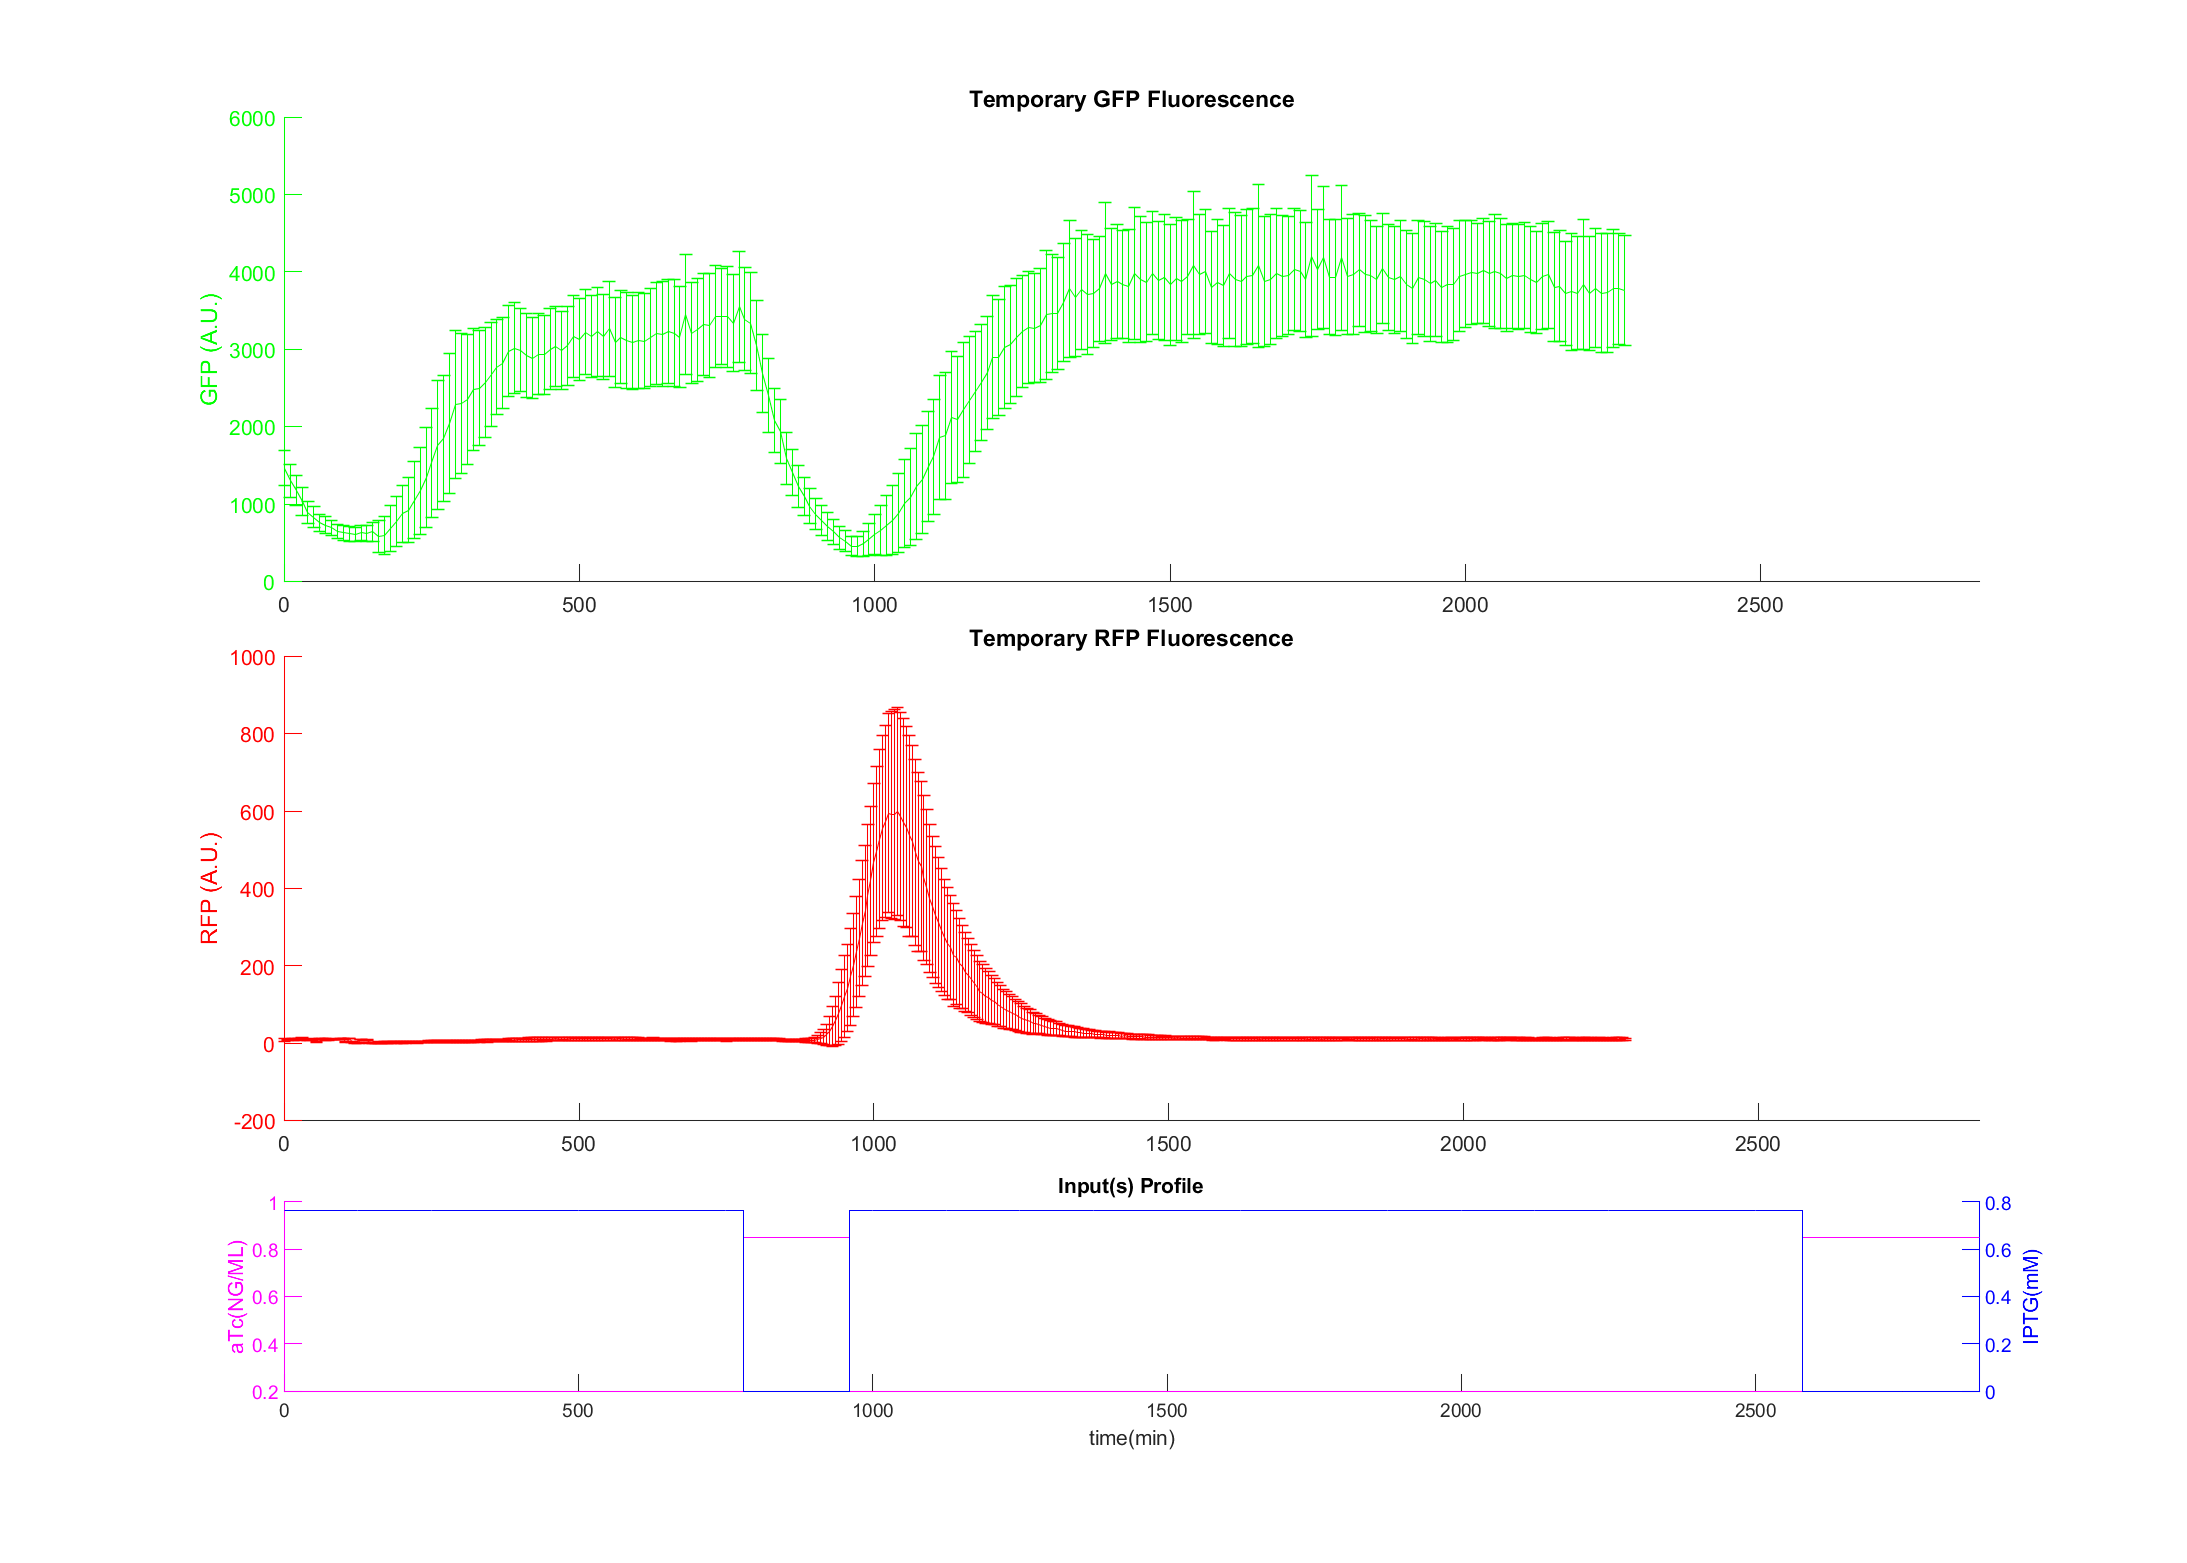 Temporary GFP Fluorescence
6000
5000
4000
3000
2000
1000
0
GFP (A.U.)
0 500 1000 1500 2000 2500
Temporary RFP Fluorescence
1000
800
600
400
200
0
-200
RFP (A.U.)
0 500 1000 1500 2000 2500
Input(s) Profile
1
0.8
0.6
0.4
0.2
aTc(NG/ML)
0.8
0.6
0.4
0.2
0
IPTG(mM)
0 500 1000 1500 2000 2500
time(min)